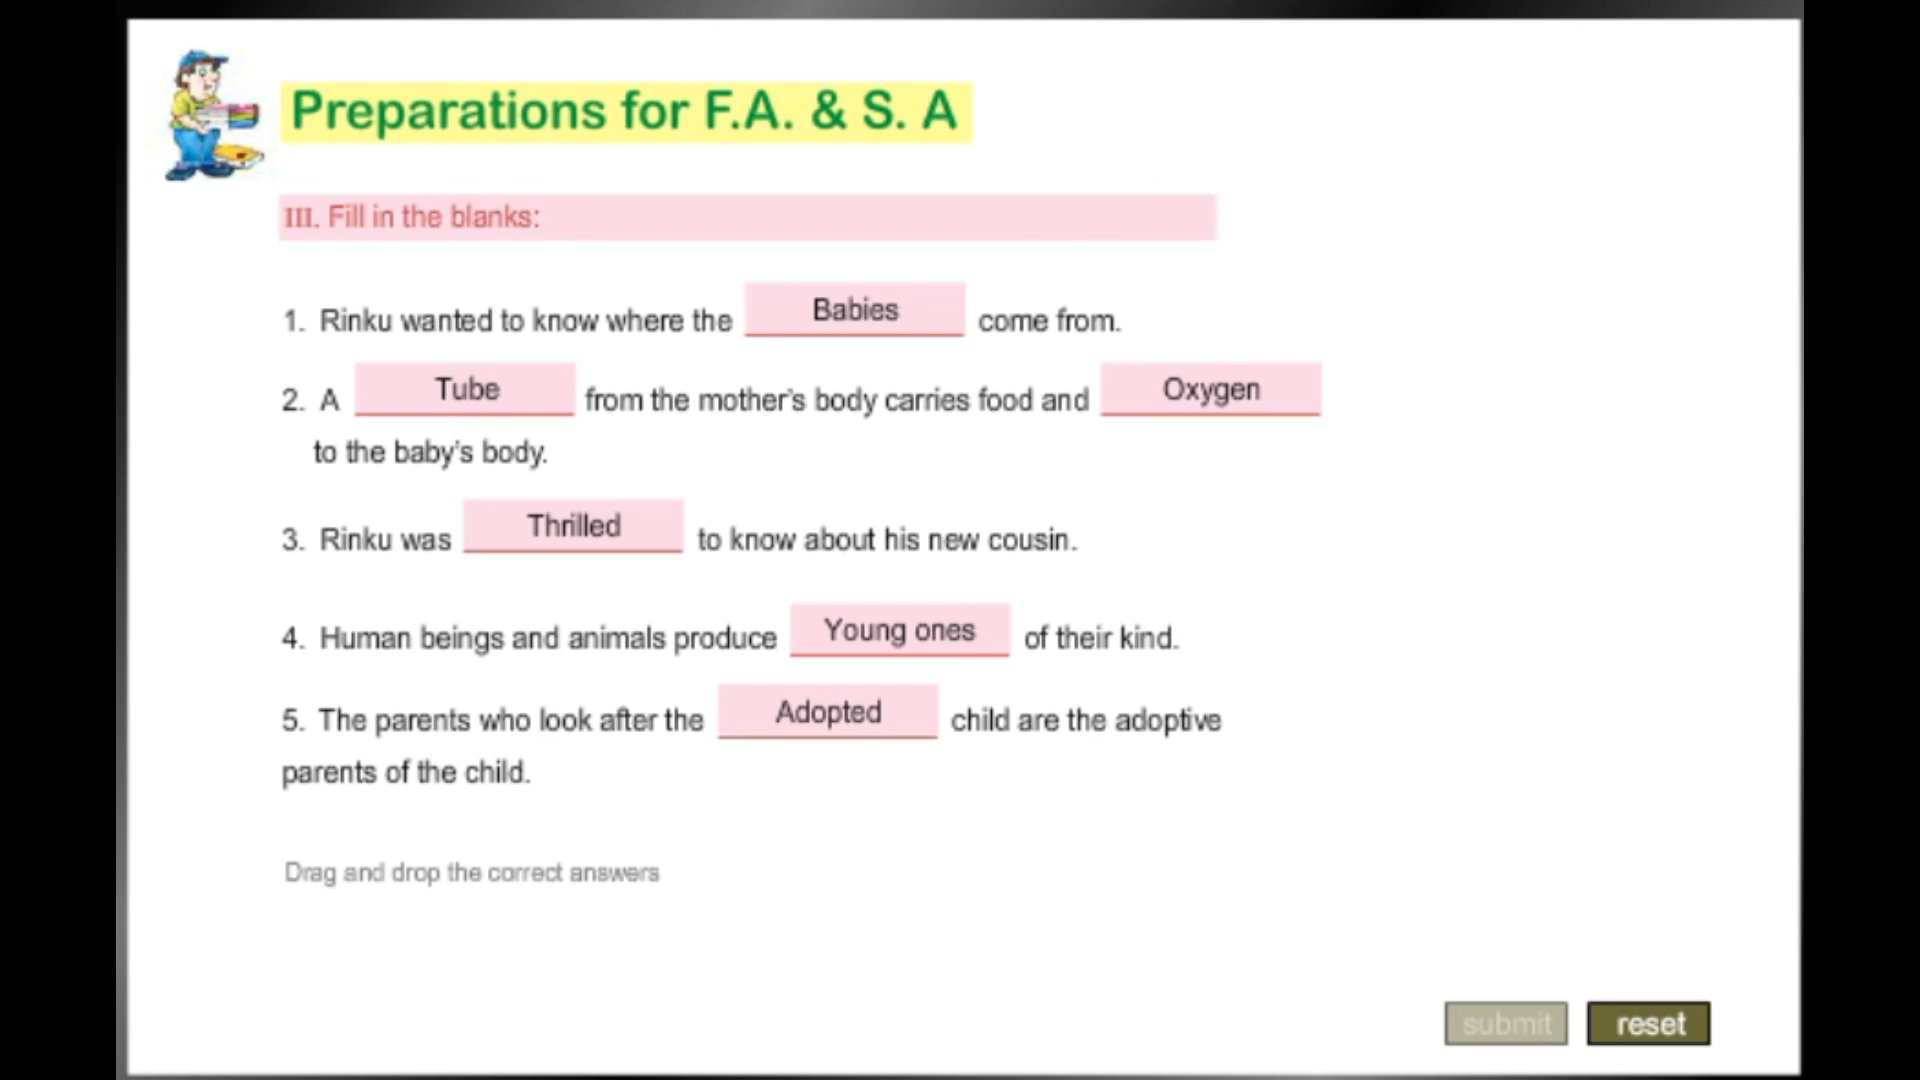 Preparations for F.A. & S. A
III. Fill in the blanks:
1. Rinku wanted to know where the Babies come from.
2. A Tube from the mother's body carries food and Oxygen
to the baby's body.
3. Rinku was Thrilled to know about his new cousin.
4. Human beings and animals produce Young ones of their kind.
5. The parents who look after the Adopted child are the adoptive
parents of the child.
Drag and drop the correct answers
submit reset